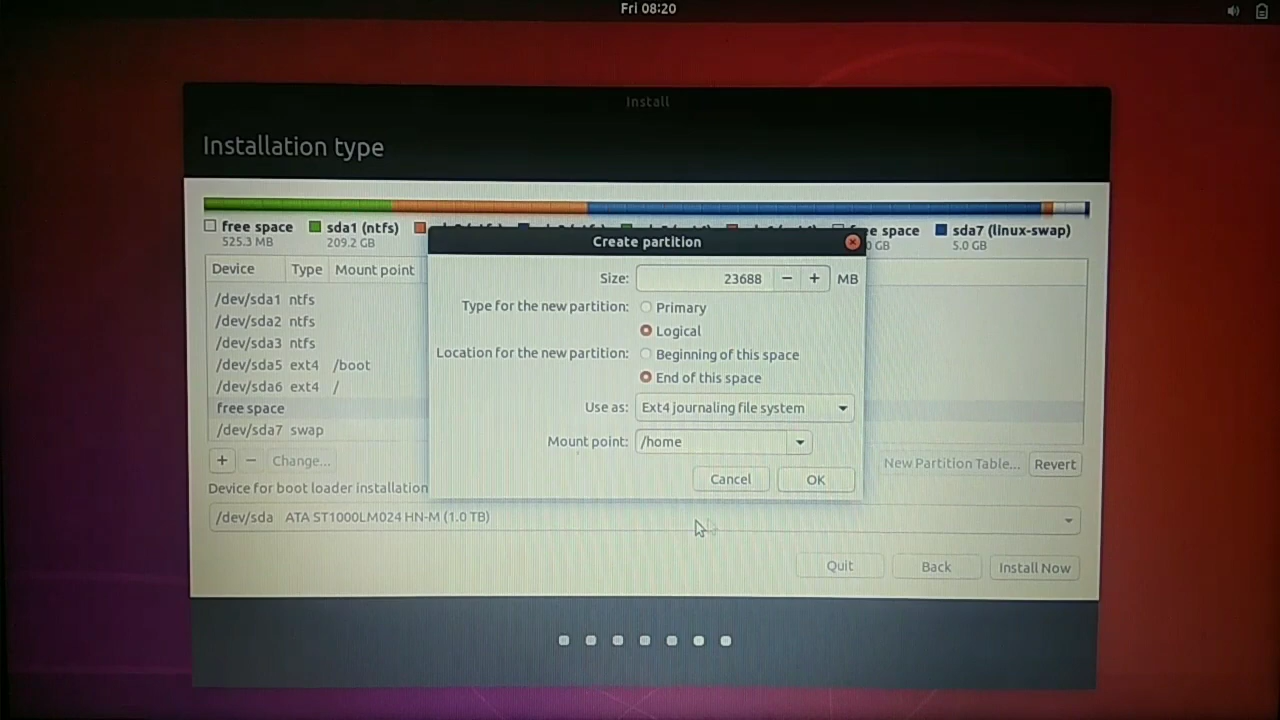 Fri 08:20
Install
Installation type
free space
sda1 (ntfs)
ee space
sda7 (linux-swap)
525.3 MB
209.2 GB
GB
5.0 GB
Create partition
Device Type Mount point
/dev/sda1 ntfs
/dev/sda2 ntfs
/dev/sda3 ntfs
/dev/sda5 ext4 /boot
/dev/sda6 ext4 /
free space
/dev/sda7 swap
Size: 23688 − + MB
Type for the new partition: Primary
Logical
Location for the new partition: Beginning of this space
End of this space
Use as: Ext4 journaling file system
Mount point: /home
Cancel OK
+ − Change... New Partition Table... Revert
Device for boot loader installation
/dev/sda ATA ST1000LM024 HN-M (1.0 TB)
Quit Back Install Now